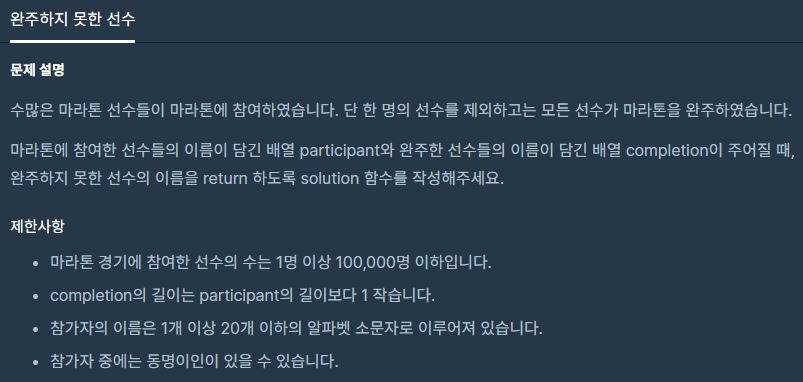 완주하지 못한 선수
문제 설명
수많은 마라톤 선수들이 마라톤에 참여하였습니다. 단 한 명의 선수를 제외하고는 모든 선수가 마라톤을 완주하였습니다.
마라톤에 참여한 선수들의 이름이 담긴 배열 participant와 완주한 선수들의 이름이 담긴 배열 completion이 주어질 때,
완주하지 못한 선수의 이름을 return 하도록 solution 함수를 작성해주세요.
제한사항
• 마라톤 경기에 참여한 선수의 수는 1명 이상 100,000명 이하입니다.
• completion의 길이는 participant의 길이보다 1 작습니다.
• 참가자의 이름은 1개 이상 20개 이하의 알파벳 소문자로 이루어져 있습니다.
• 참가자 중에는 동명이인이 있을 수 있습니다.